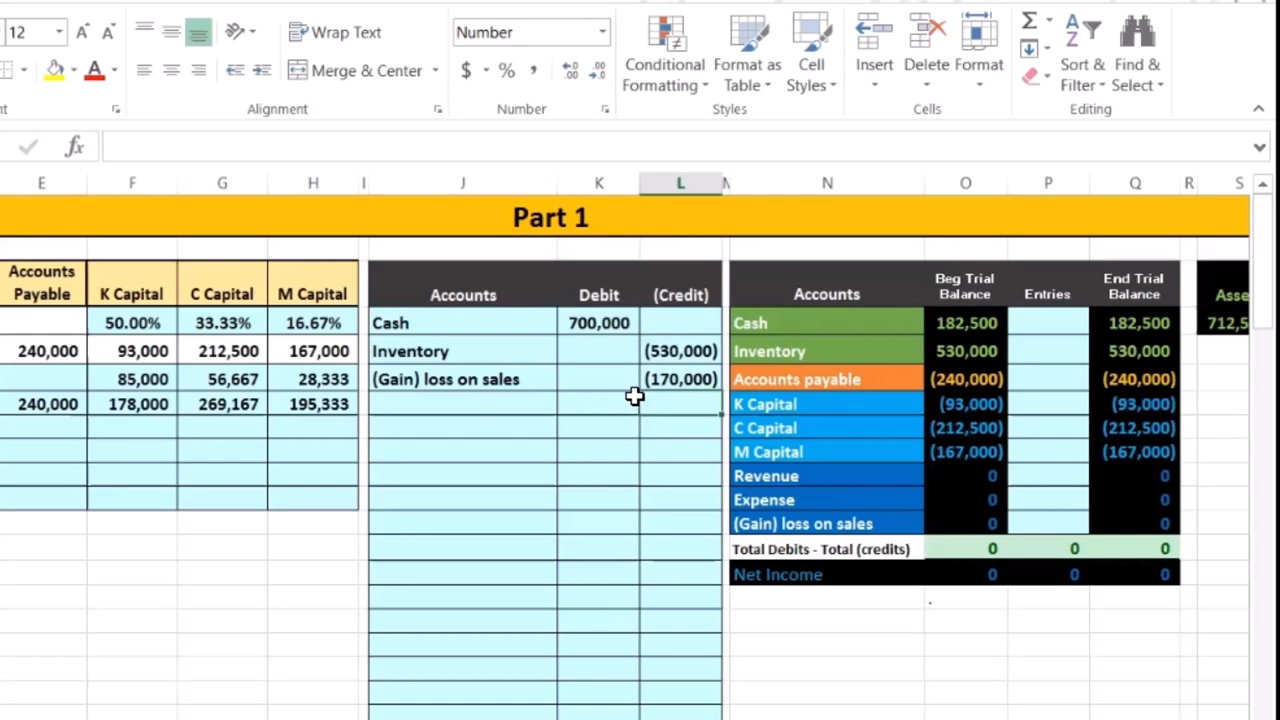 12 A A Wrap Text Number Conditional Formatting Format as Table Cell Styles Insert Delete Format Σ A Z Sort & Filter Find & Select
A Merge & Center $ % , .00 .0
Alignment Number Styles Cells Editing
fx
E F G H I J K L M N O P Q R S
Part 1
Accounts Payable K Capital C Capital M Capital Accounts Debit (Credit) Accounts Beg Trial Balance Entries End Trial Balance Asse
50.00% 33.33% 16.67% Cash 700,000 Cash 182,500 182,500 712,5
240,000 93,000 212,500 167,000 Inventory (530,000) Inventory 530,000 530,000
85,000 56,667 28,333 (Gain) loss on sales (170,000) Accounts payable (240,000) (240,000)
240,000 178,000 269,167 195,333 K Capital (93,000) (93,000)
C Capital (212,500) (212,500)
M Capital (167,000) (167,000)
Revenue 0 0
Expense 0 0
(Gain) loss on sales 0 0
Total Debits - Total (credits) 0 0 0
Net Income 0 0 0